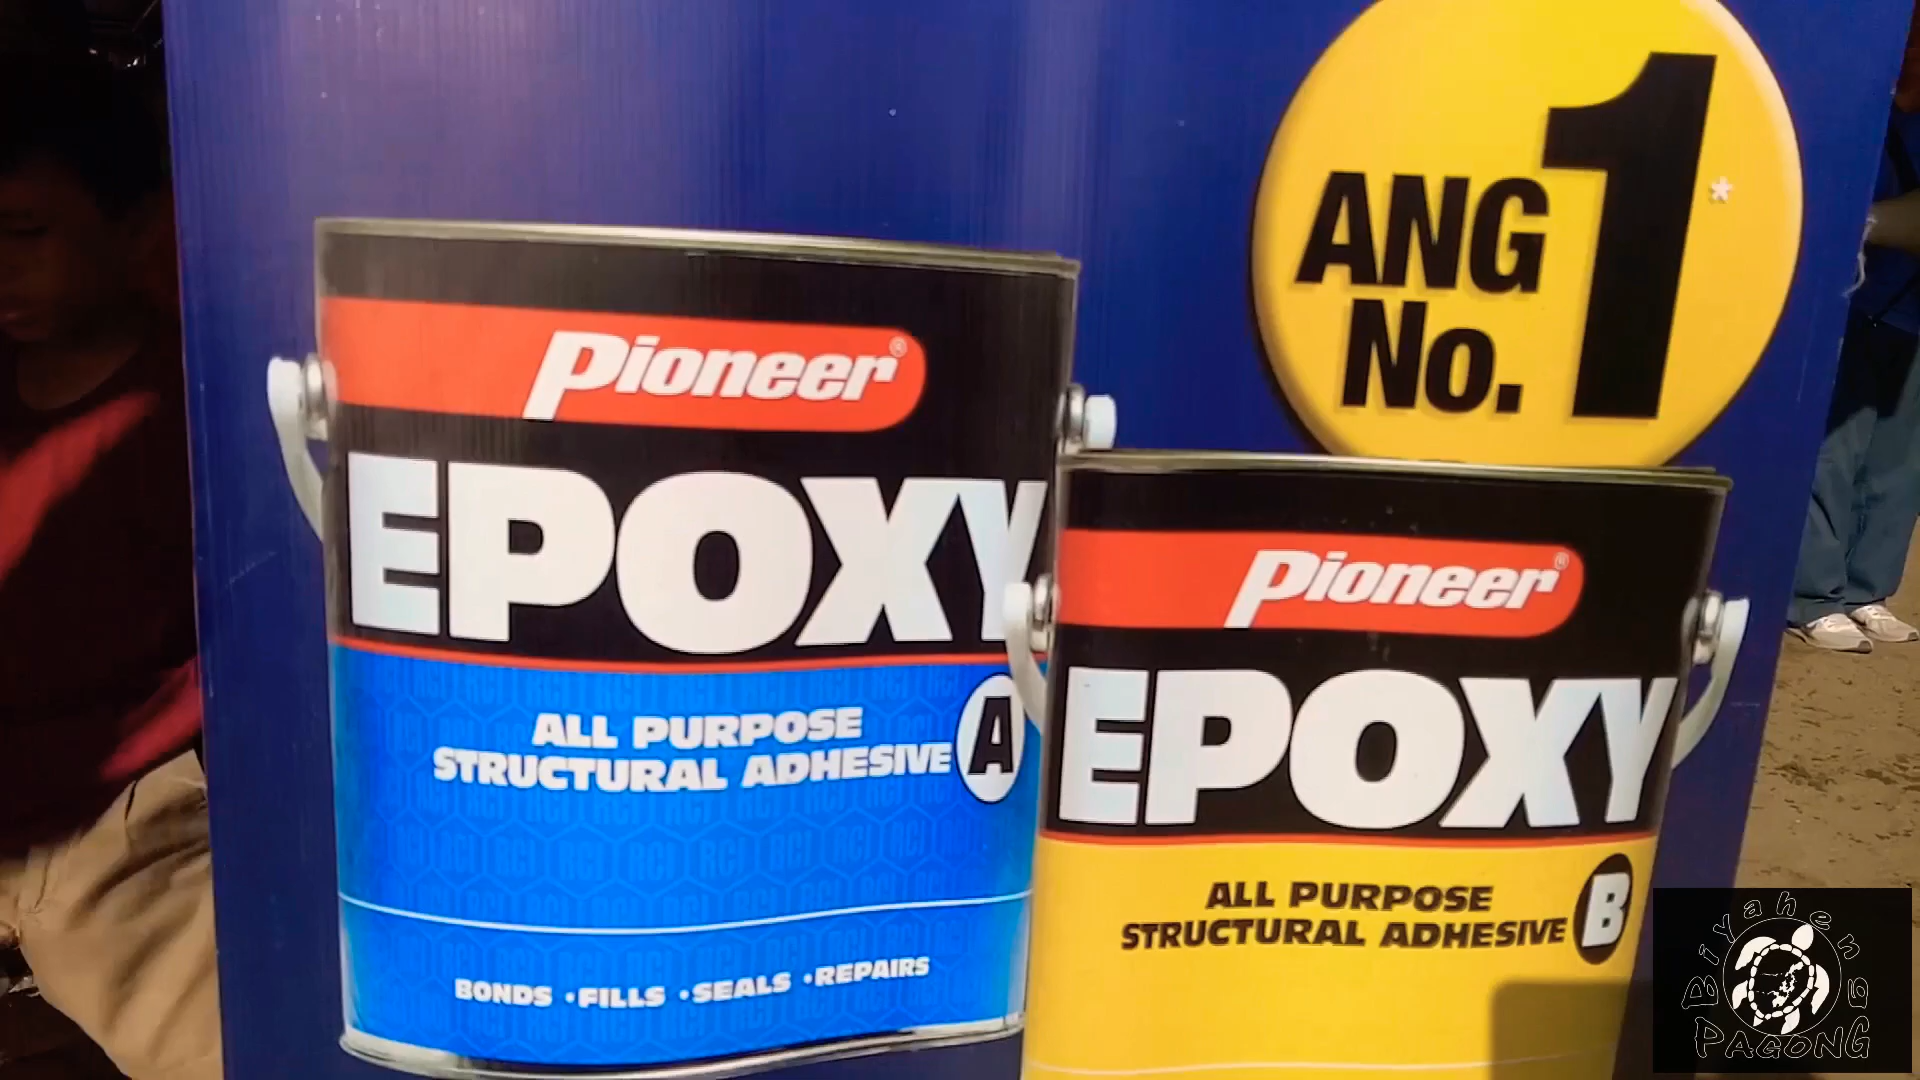 ANG
No. 1*
Pioneer®
EPOXY
ALL PURPOSE
STRUCTURAL ADHESIVE
A
BONDS • FILLS • SEALS • REPAIRS
Pioneer®
EPOXY
ALL PURPOSE
STRUCTURAL ADHESIVE
B
Biyaheng
PAGONG